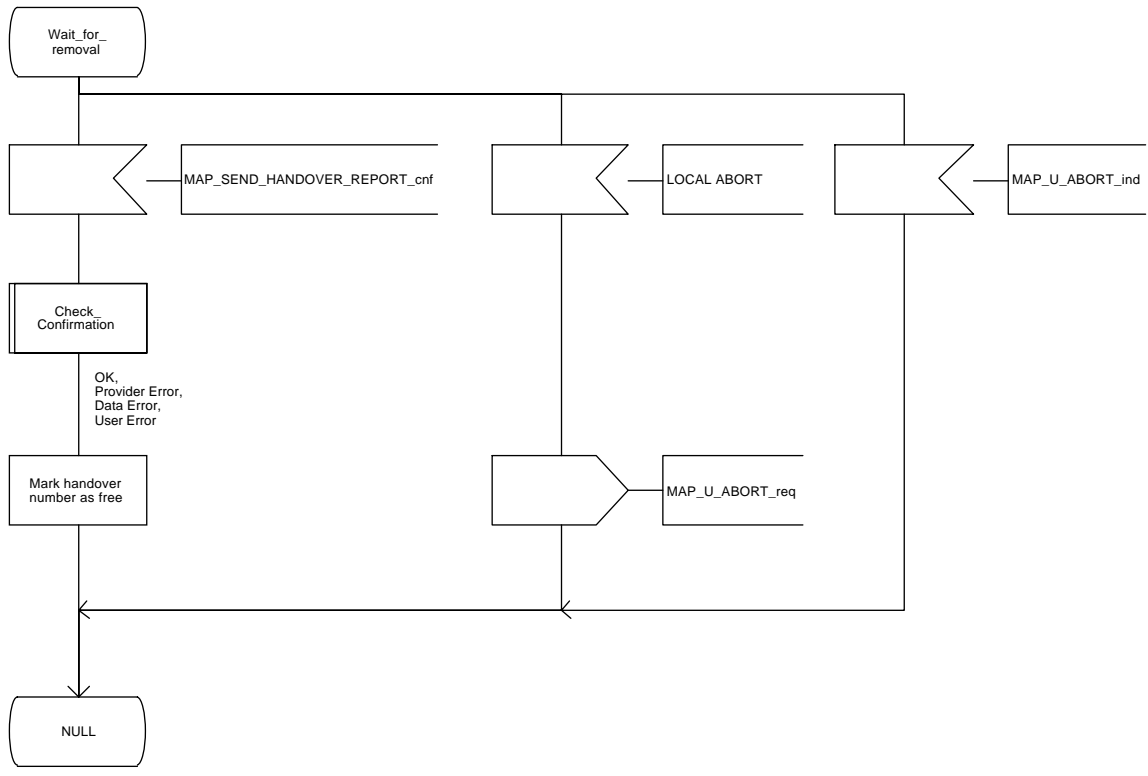 Wait_for_
removal
MAP_SEND_HANDOVER_REPORT_cnf
LOCAL ABORT
MAP_U_ABORT_ind
Check_
Confirmation
OK,
Provider Error,
Data Error,
User Error
Mark handover
number as free
MAP_U_ABORT_req
NULL